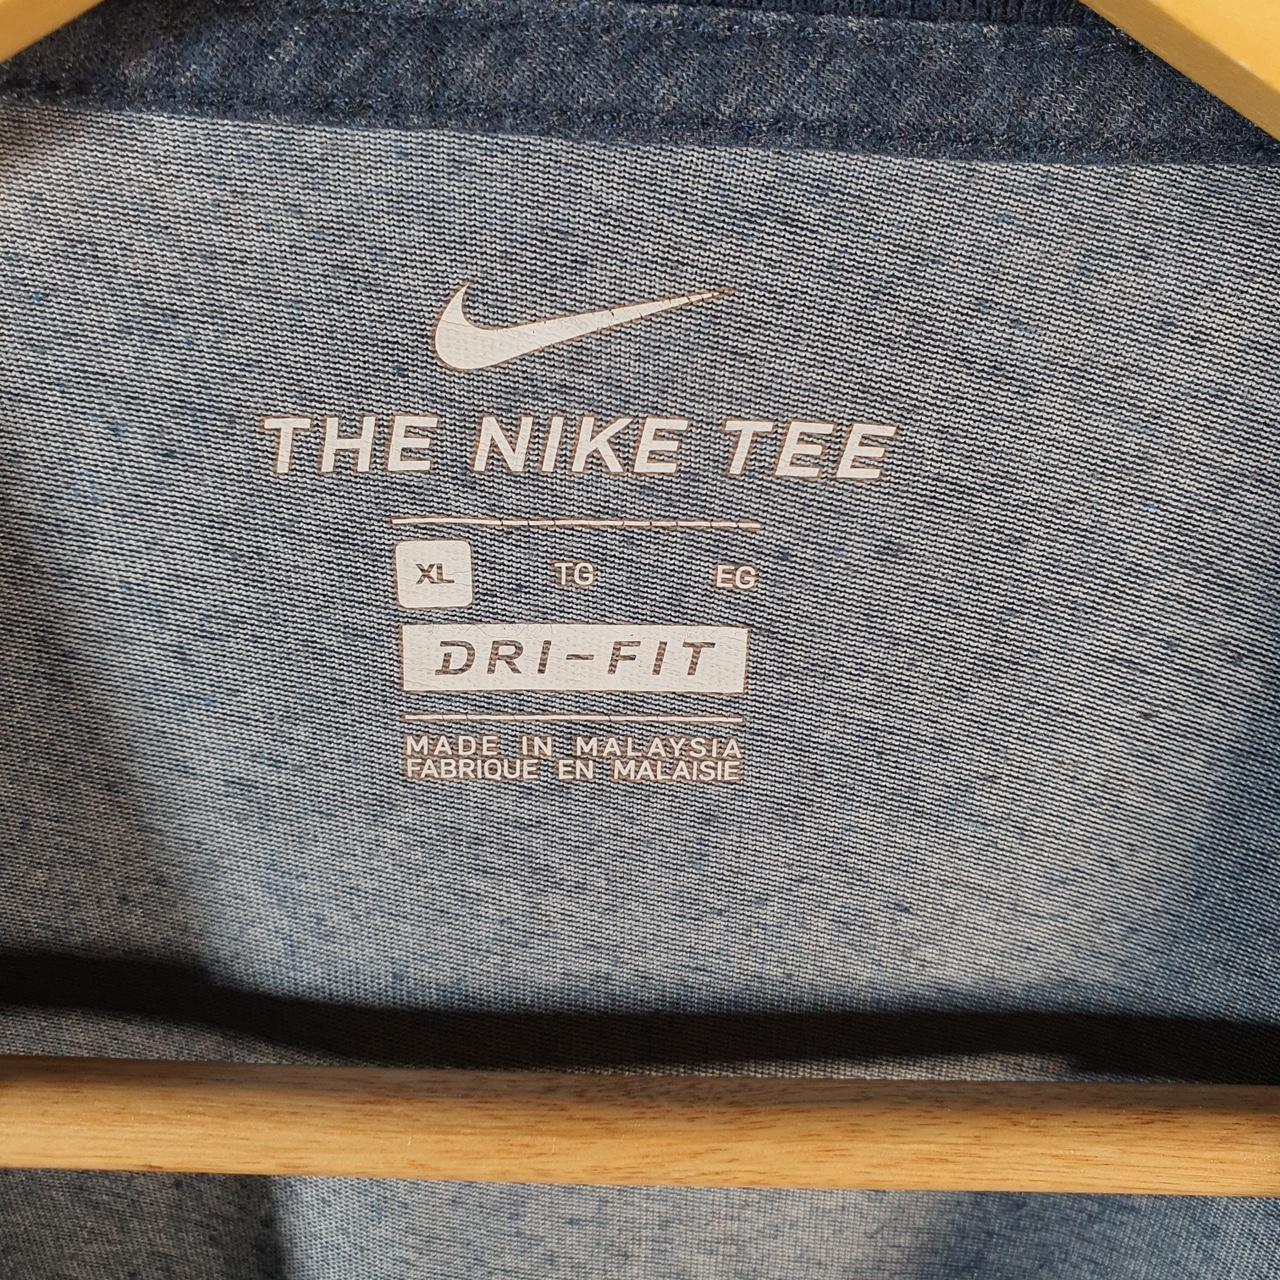 THE NIKE TEE
XL TG EG
DRI-FIT
MADE IN MALAYSIA
FABRIQUE EN MALAISIE